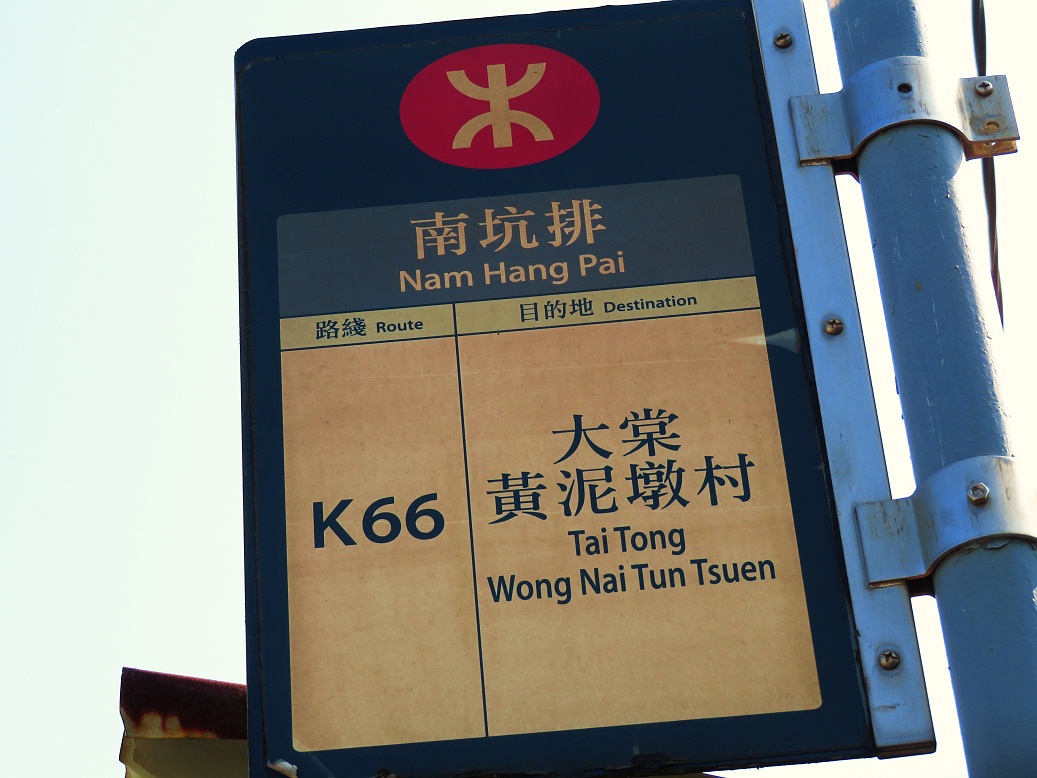 南坑排
Nam Hang Pai
路綫 Route
目的地 Destination
K66
大棠
黃泥墩村
Tai Tong
Wong Nai Tun Tsuen